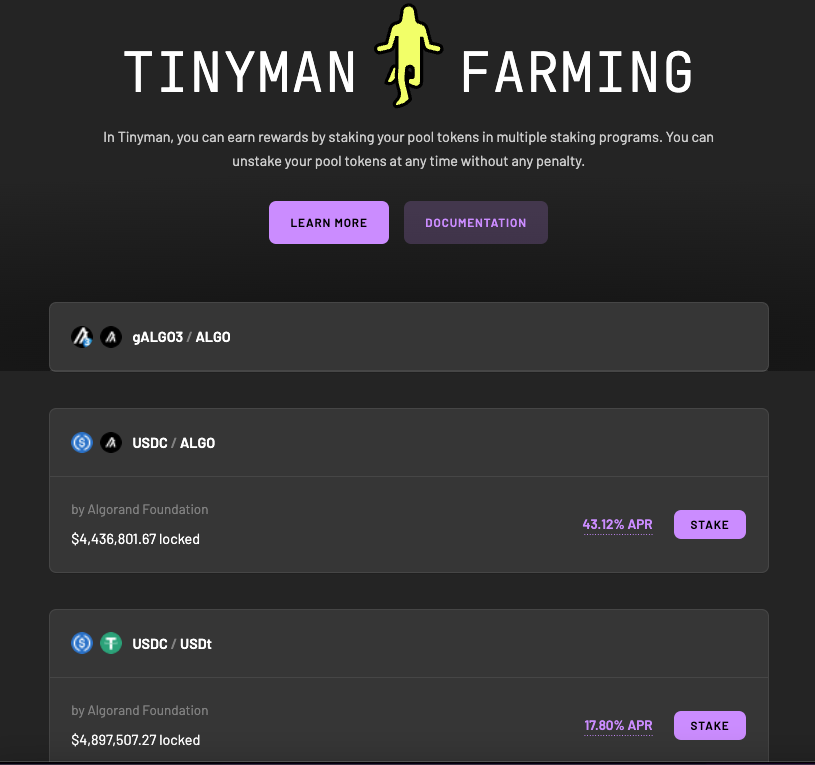 TINYMAN FARMING
In Tinyman, you can earn rewards by staking your pool tokens in multiple staking programs. You can
unstake your pool tokens at any time without any penalty.
LEARN MORE DOCUMENTATION
gALGO3 / ALGO
USDC / ALGO
by Algorand Foundation
$4,436,801.67 locked
43.12% APR STAKE
USDC / USDt
by Algorand Foundation
$4,897,507.27 locked
17.80% APR STAKE